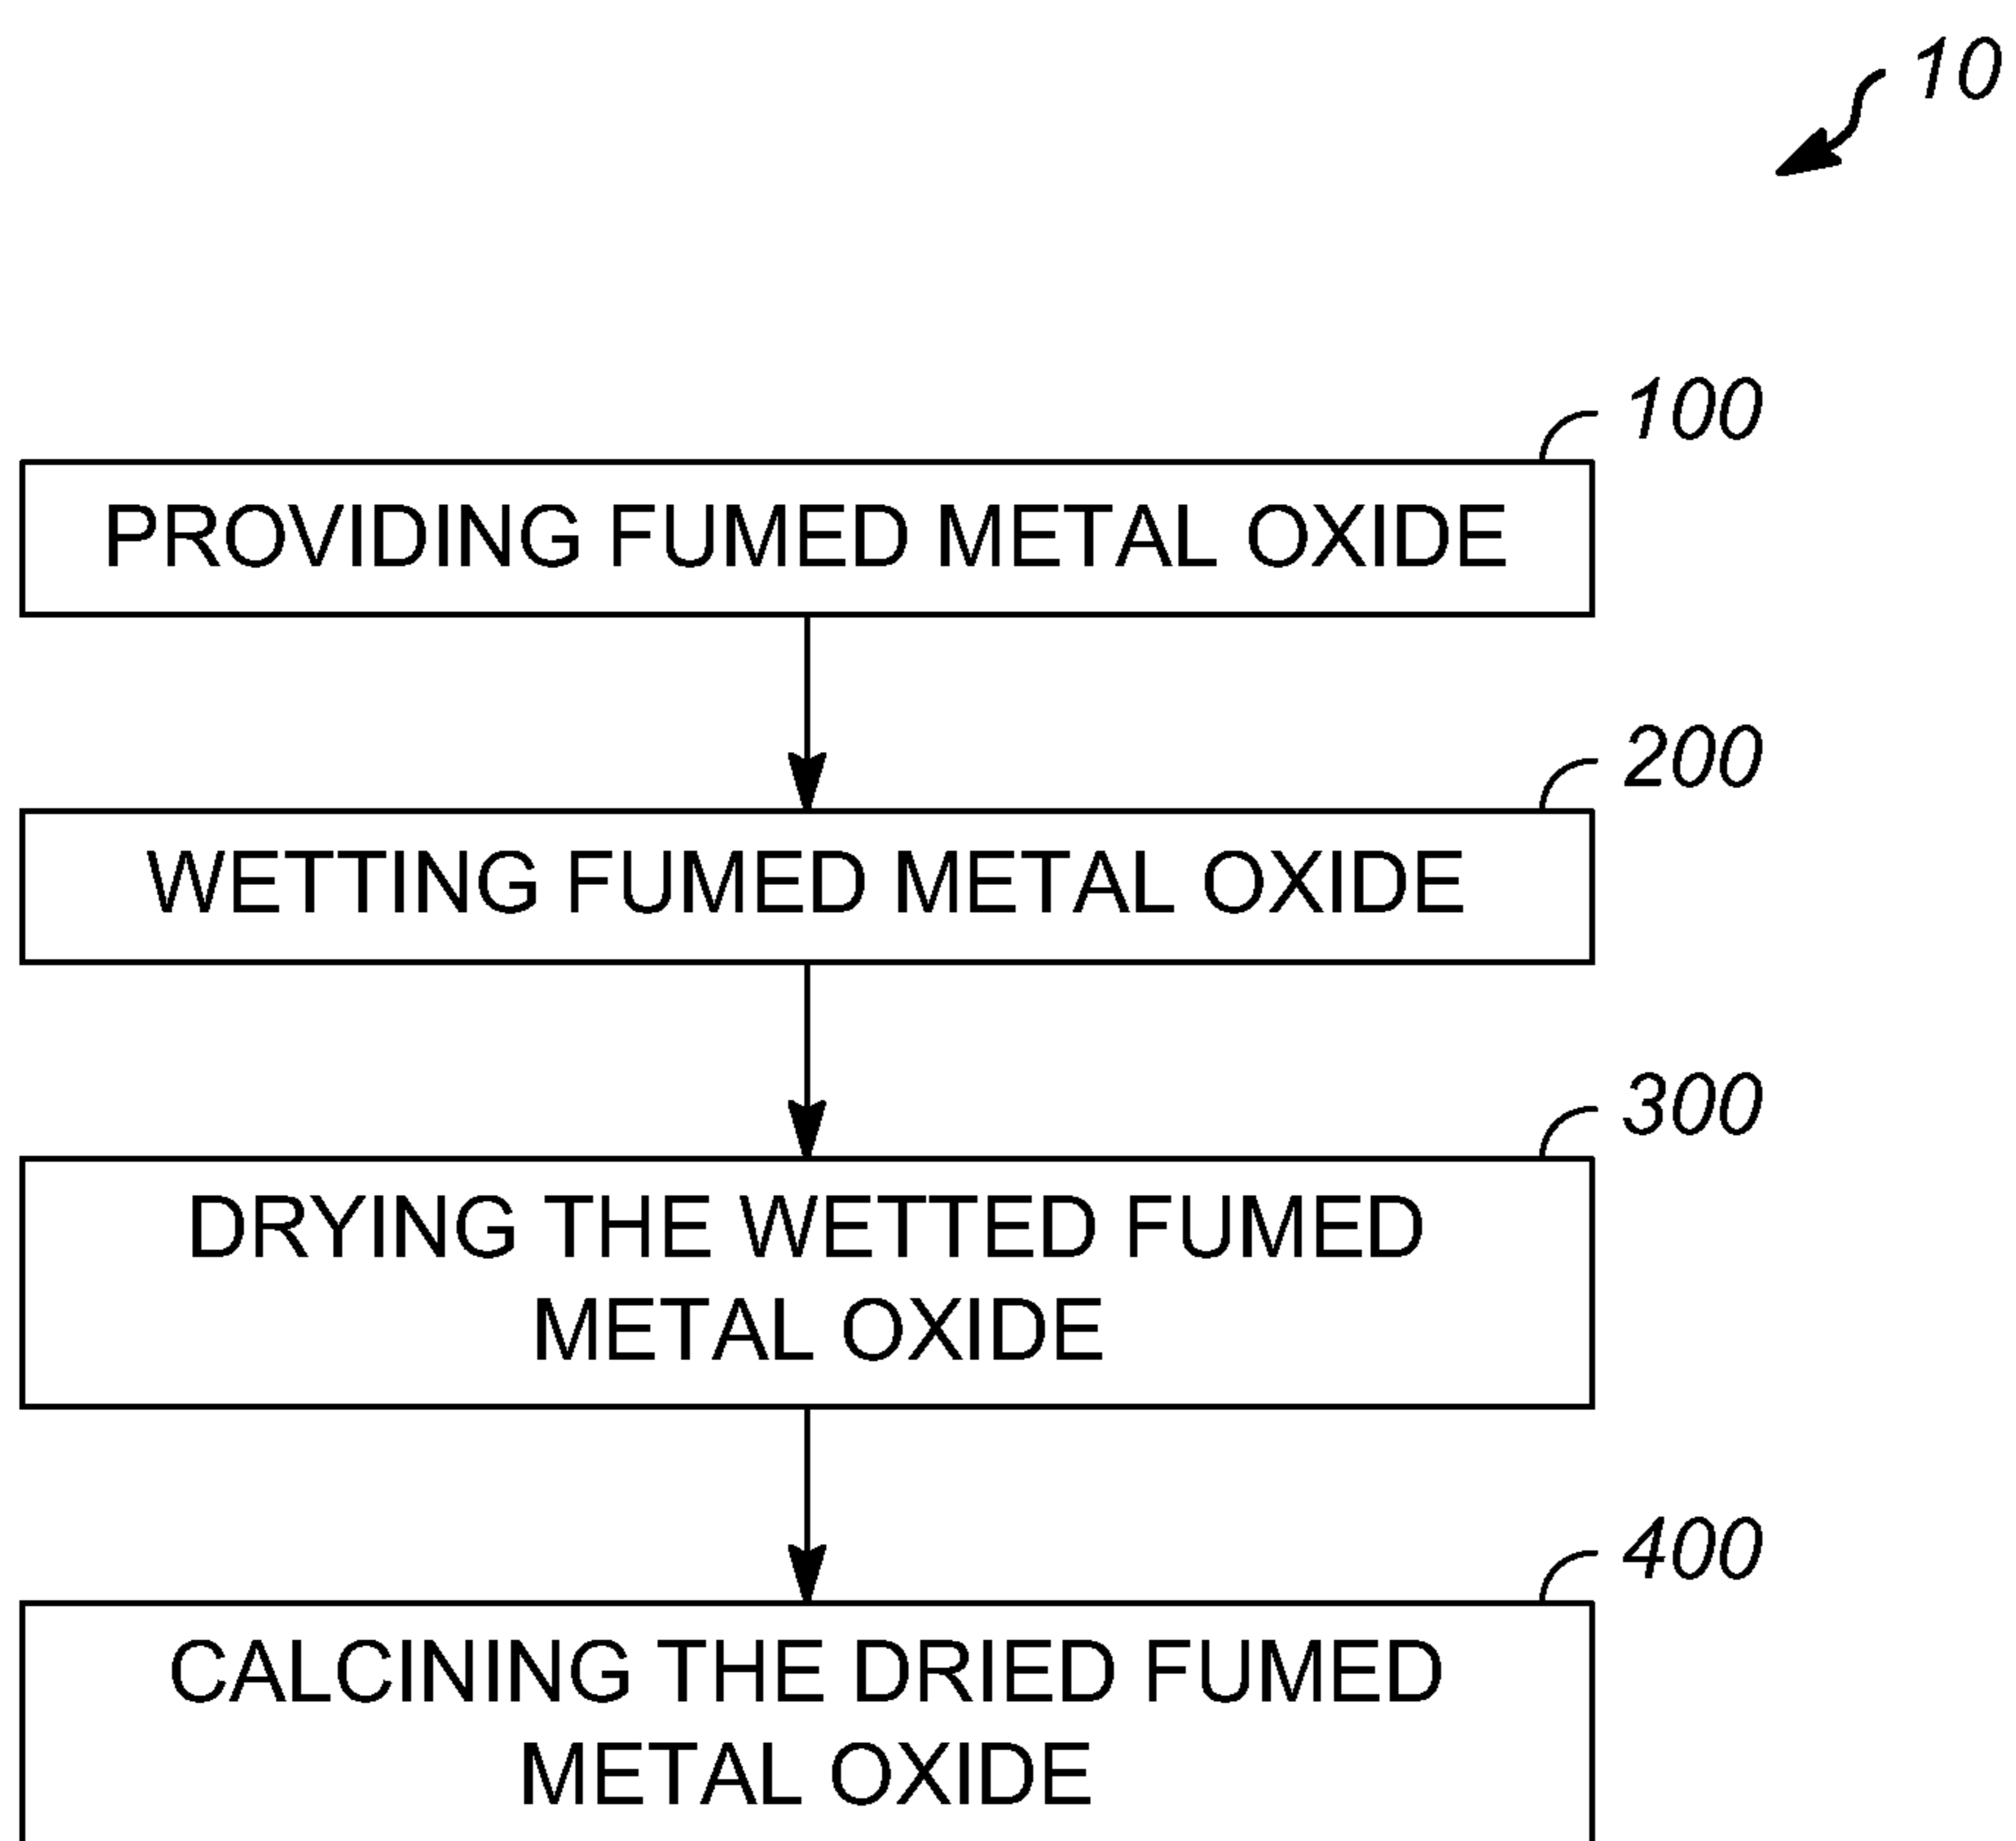 10
100
PROVIDING FUMED METAL OXIDE
200
WETTING FUMED METAL OXIDE
300
DRYING THE WETTED FUMED
METAL OXIDE
400
CALCINING THE DRIED FUMED
METAL OXIDE